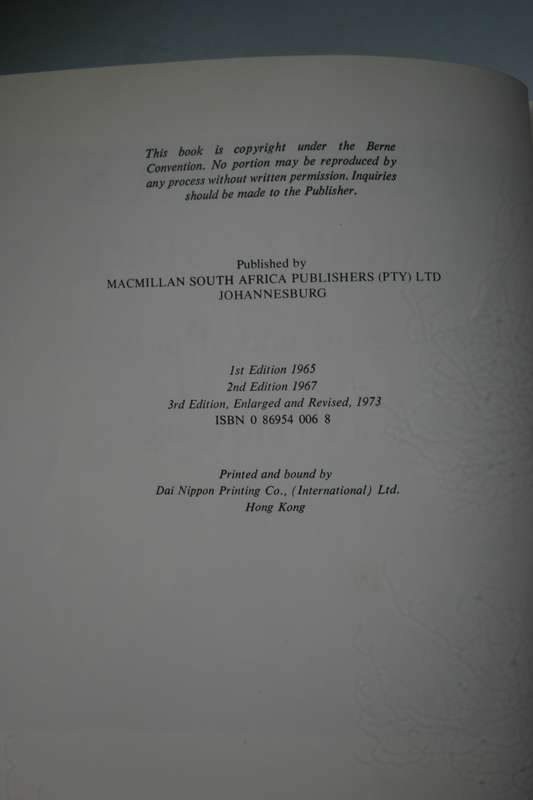 This book is copyright under the Berne
Convention. No portion may be reproduced by
any process without written permission. Inquiries
should be made to the Publisher.
Published by
MACMILLAN SOUTH AFRICA PUBLISHERS (PTY) LTD
JOHANNESBURG
1st Edition 1965
2nd Edition 1967
3rd Edition, Enlarged and Revised, 1973
ISBN 0 86954 006 8
Printed and bound by
Dai Nippon Printing Co., (International) Ltd.
Hong Kong